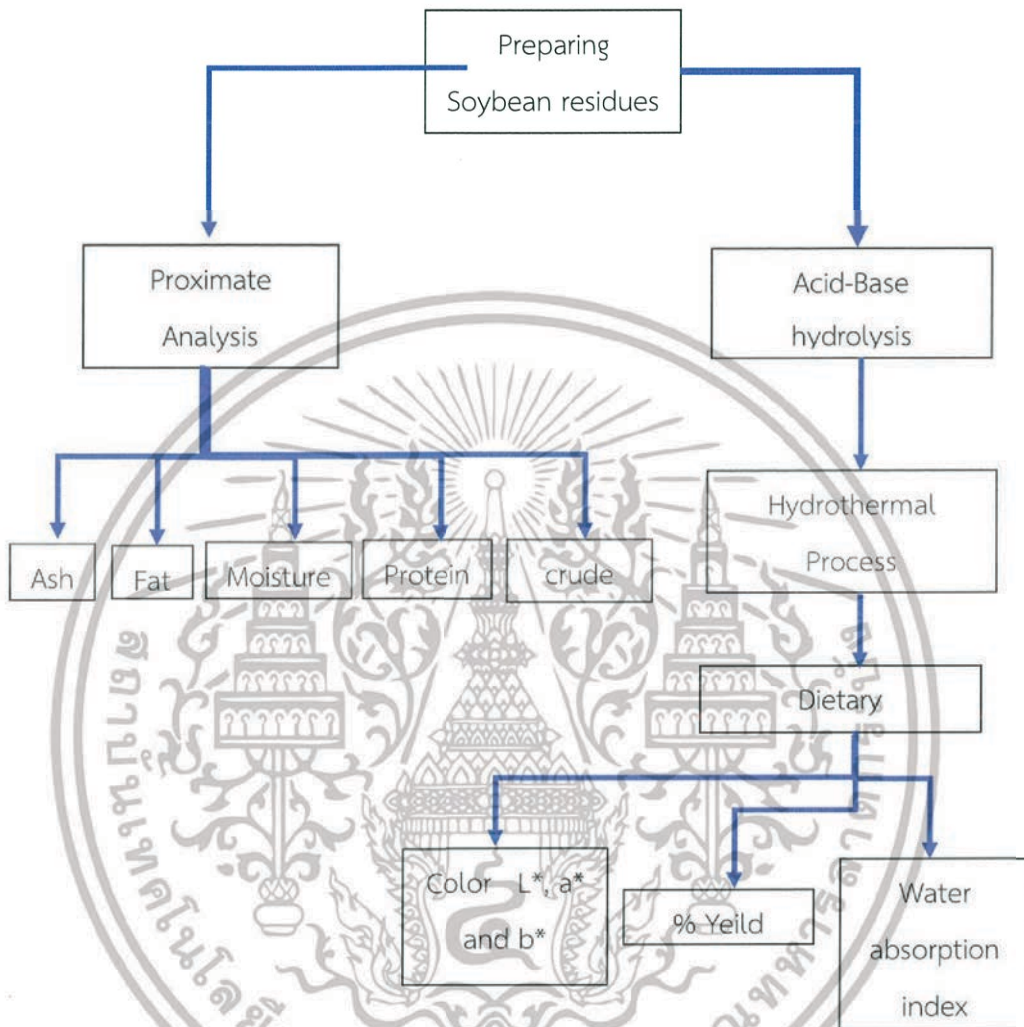 Preparing
Soybean residues
Proximate
Analysis
Acid-Base
hydrolysis
Hydrothermal
Process
Ash
Fat
Moisture
Protein
crude
Dietary
Color L*, a*
and b*
% Yeild
Water
absorption
index